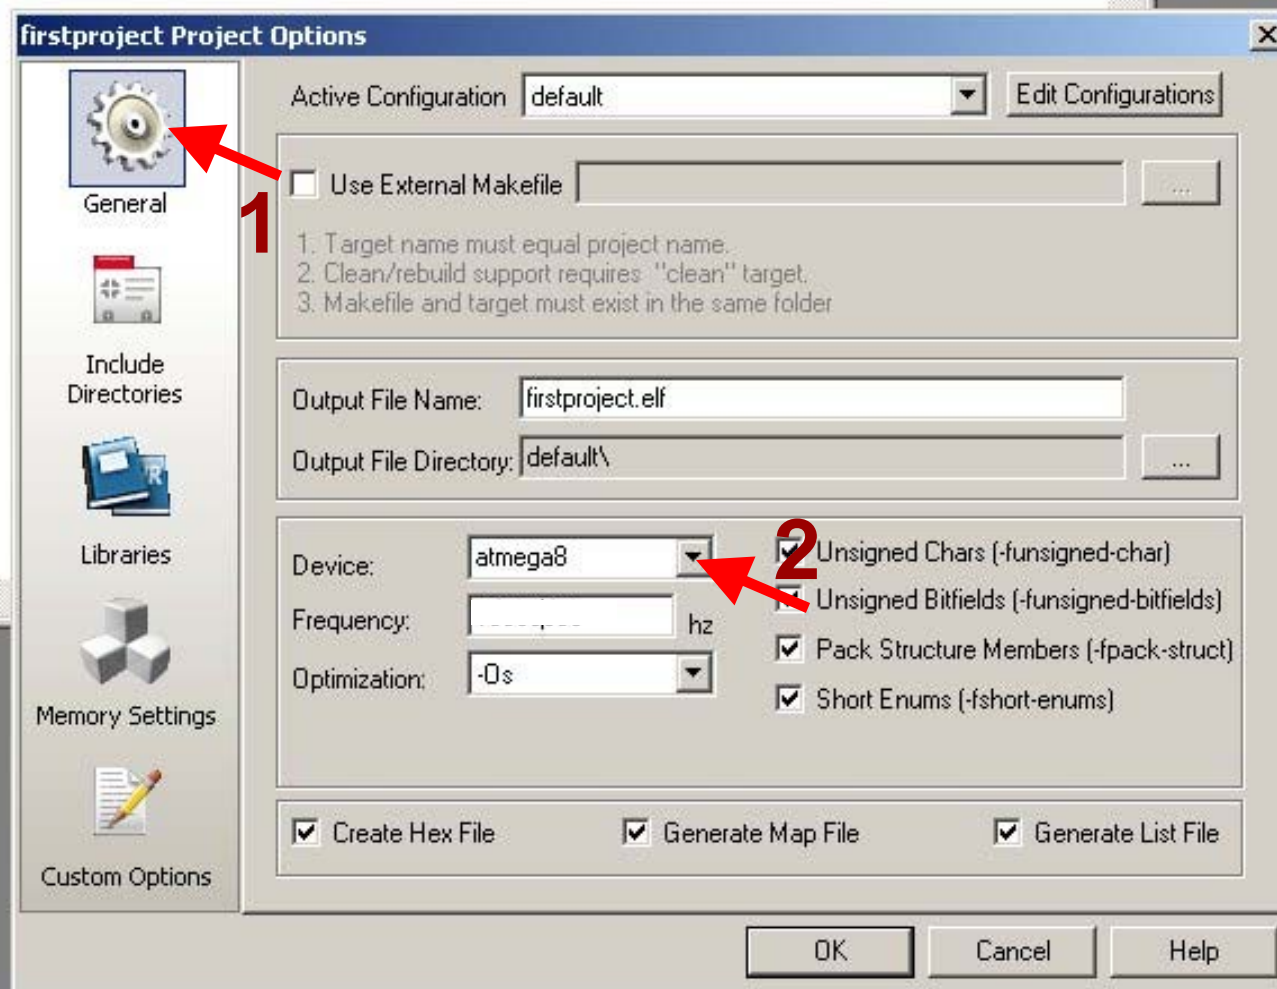 firstproject Project Options
General
Include
Directories
Libraries
Memory Settings
Custom Options
Active Configuration default Edit Configurations
1
Use External Makefile ...
1. Target name must equal project name.
2. Clean/rebuild support requires "clean" target.
3. Makefile and target must exist in the same folder
Output File Name: firstproject.elf
Output File Directory: default\ ...
Device: atmega8
Frequency: hz
Optimization: -Os
2
Unsigned Chars (-funsigned-char)
Unsigned Bitfields (-funsigned-bitfields)
Pack Structure Members (-fpack-struct)
Short Enums (-fshort-enums)
Create Hex File Generate Map File Generate List File
OK Cancel Help